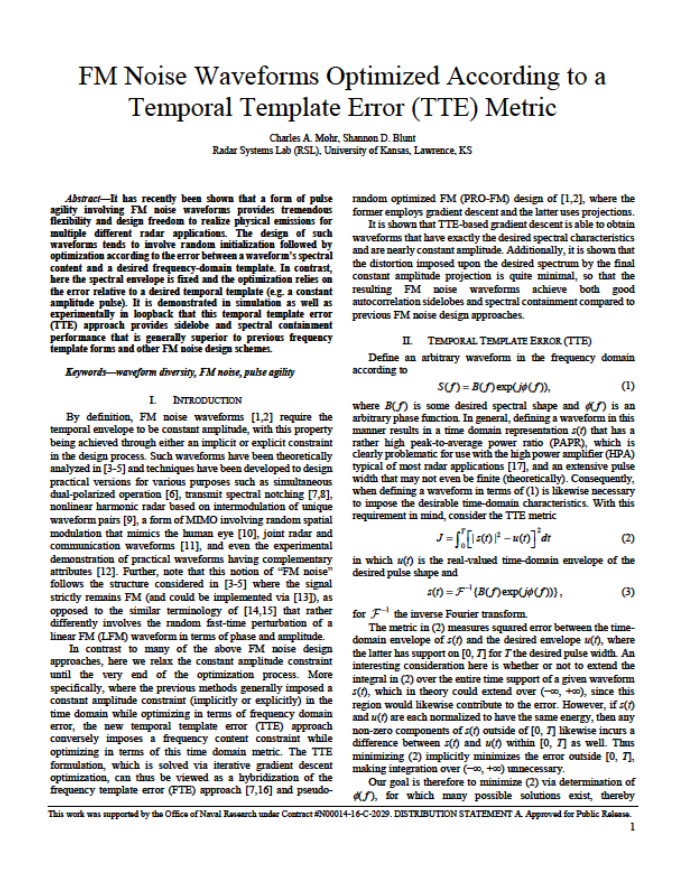 FM Noise Waveforms Optimized According to a
Temporal Template Error (TTE) Metric
Charles A. Mohr, Shannon D. Blunt
Radar Systems Lab (RSL), University of Kansas, Lawrence, KS
Abstract—It has recently been shown that a form of pulse
agility involving FM noise waveforms provides tremendous
flexibility and design freedom to realize physical emissions for
multiple different radar applications. The design of such
waveforms tends to involve random initialization followed by
optimization according to the error between a waveform's spectral
content and a desired frequency-domain template. In contrast,
here the spectral envelope is fixed and the optimization relies on
the error relative to a desired temporal template (e.g. a constant
amplitude pulse). It is demonstrated in simulation as well as
experimentally in loopback that this temporal template error
(TTE) approach provides sidelobe and spectral containment
performance that is generally superior to previous frequency
template forms and other FM noise design schemes.
Keywords—waveform diversity, FM noise, pulse agility
I. INTRODUCTION
By definition, FM noise waveforms [1,2] require the
temporal envelope to be constant amplitude, with this property
being achieved through either an implicit or explicit constraint
in the design process. Such waveforms have been theoretically
analyzed in [3-5] and techniques have been developed to design
practical versions for various purposes such as simultaneous
dual-polarized operation [6], transmit spectral notching [7,8],
nonlinear harmonic radar based on intermodulation of unique
waveform pairs [9], a form of MIMO involving random spatial
modulation that mimics the human eye [10], joint radar and
communication waveforms [11], and even the experimental
demonstration of practical waveforms having complementary
attributes [12]. Further, note that this notion of "FM noise"
follows the structure considered in [3-5] where the signal
strictly remains FM (and could be implemented via [13]), as
opposed to the similar terminology of [14,15] that rather
differently involves the random fast-time perturbation of a
linear FM (LFM) waveform in terms of phase and amplitude.
In contrast to many of the above FM noise design
approaches, here we relax the constant amplitude constraint
until the very end of the optimization process. More
specifically, where the previous methods generally imposed a
constant amplitude constraint (implicitly or explicitly) in the
time domain while optimizing in terms of frequency domain
error, the new temporal template error (TTE) approach
conversely imposes a frequency content constraint while
optimizing in terms of this time domain metric. The TTE
formulation, which is solved via iterative gradient descent
optimization, can thus be viewed as a hybridization of the
frequency template error (FTE) approach [7,16] and pseudo-
random optimized FM (PRO-FM) design of [1,2], where the
former employs gradient descent and the latter uses projections.
It is shown that TTE-based gradient descent is able to obtain
waveforms that have exactly the desired spectral characteristics
and are nearly constant amplitude. Additionally, it is shown that
the distortion imposed upon the desired spectrum by the final
constant amplitude projection is quite minimal, so that the
resulting FM noise waveforms achieve both good
autocorrelation sidelobes and spectral containment compared to
previous FM noise design approaches.
II. TEMPORAL TEMPLATE ERROR (TTE)
Define an arbitrary waveform in the frequency domain
according to
S(f) = B(f) exp(jϕ(f)), (1)
where B(f) is some desired spectral shape and ϕ(f) is an
arbitrary phase function. In general, defining a waveform in this
manner results in a time domain representation s(t) that has a
rather high peak-to-average power ratio (PAPR), which is
clearly problematic for use with the high power amplifier (HPA)
typical of most radar applications [17], and an extensive pulse
width that may not even be finite (theoretically). Consequently,
when defining a waveform in terms of (1) is likewise necessary
to impose the desirable time-domain characteristics. With this
requirement in mind, consider the TTE metric
J = ∫₀ᵀ [|s(t)|² − u(t)]² dt (2)
in which u(t) is the real-valued time-domain envelope of the
desired pulse shape and
s(t) = ℱ⁻¹{B(f) exp(jϕ(f))}, (3)
for ℱ⁻¹ the inverse Fourier transform.
The metric in (2) measures squared error between the time-
domain envelope of s(t) and the desired envelope u(t), where
the latter has support on [0, T] for T the desired pulse width. An
interesting consideration here is whether or not to extend the
integral in (2) over the entire time support of a given waveform
s(t), which in theory could extend over (−∞, +∞), since this
region would likewise contribute to the error. However, if s(t)
and u(t) are each normalized to have the same energy, then any
non-zero components of s(t) outside of [0, T] likewise incurs a
difference between s(t) and u(t) within [0, T] as well. Thus
minimizing (2) implicitly minimizes the error outside [0, T],
making integration over (−∞, +∞) unnecessary.
Our goal is therefore to minimize (2) via determination of
ϕ(f), for which many possible solutions exist, thereby
This work was supported by the Office of Naval Research under Contract #N00014-16-C-2029. DISTRIBUTION STATEMENT A. Approved for Public Release.
1